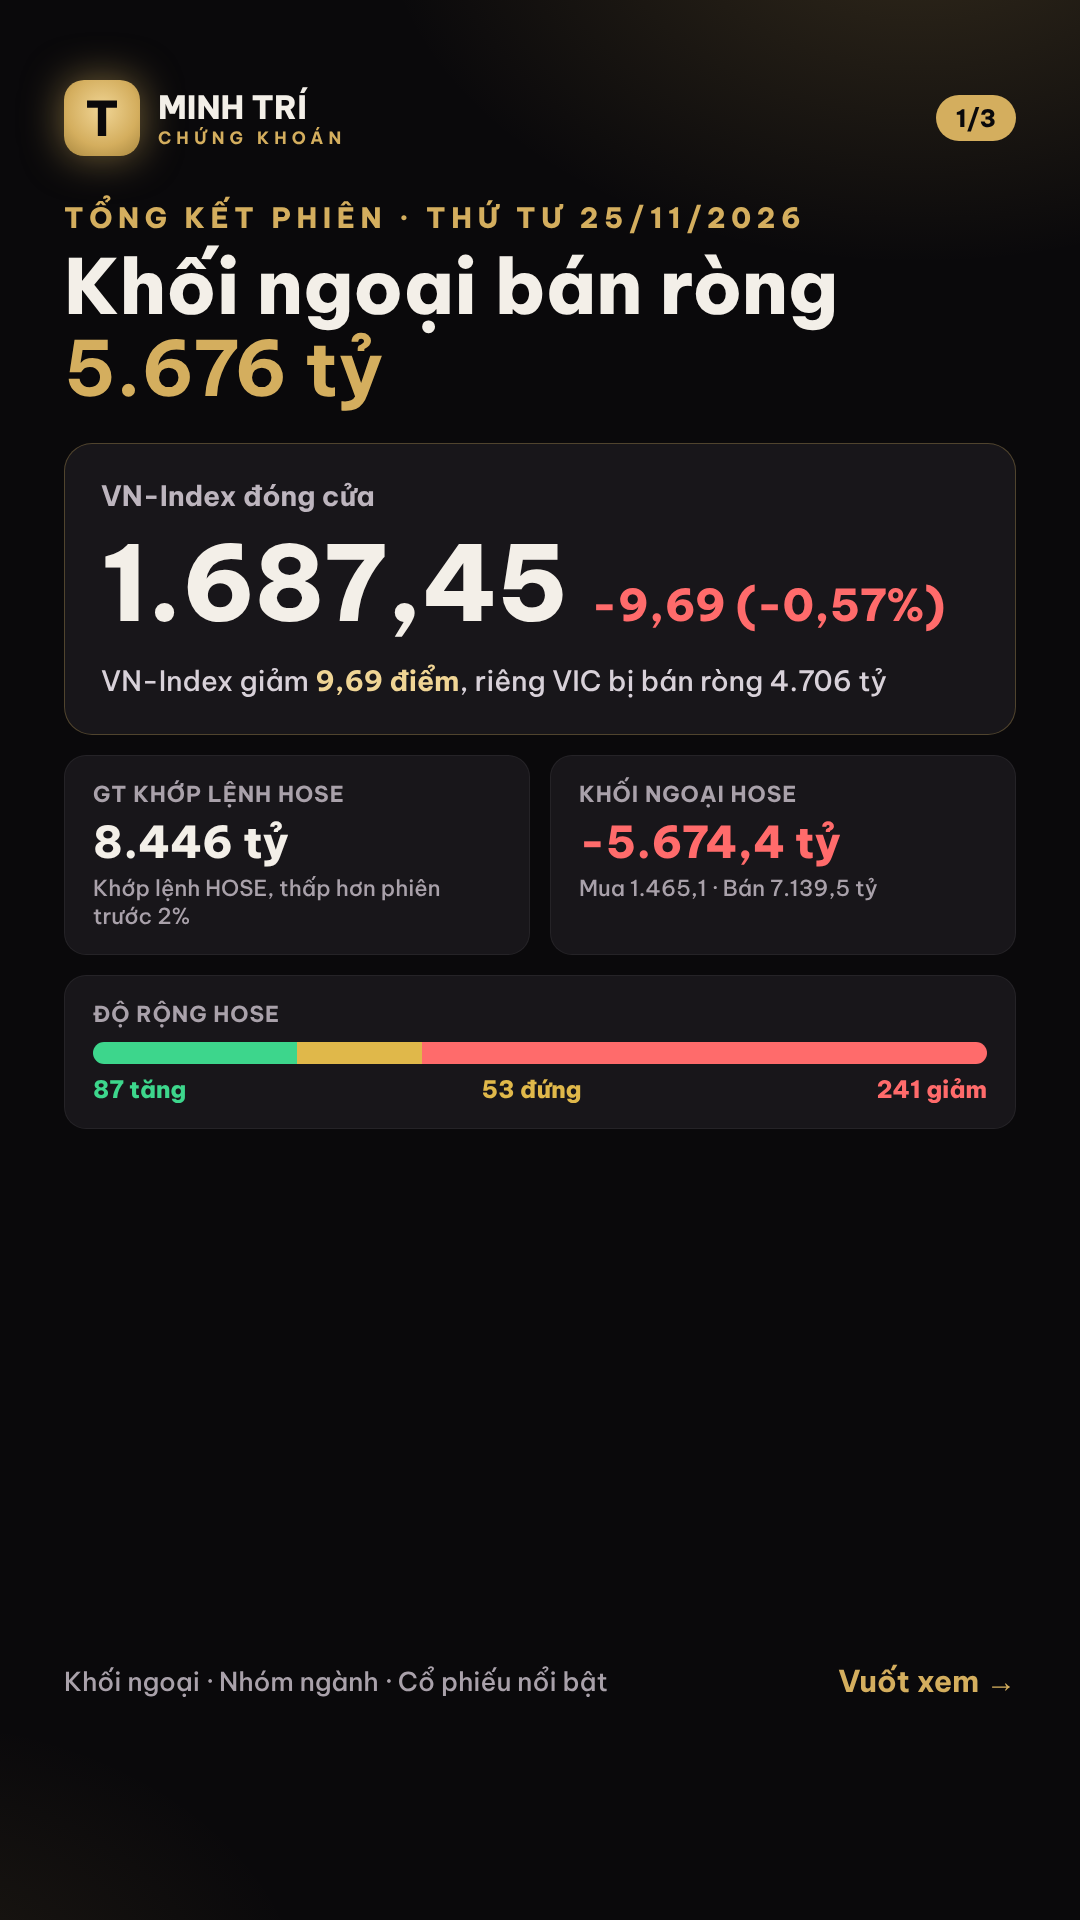 T
MINH TRÍ
CHỨNG KHOÁN
1/3
TỔNG KẾT PHIÊN · THỨ TƯ 25/11/2026
Khối ngoại bán ròng
5.676 tỷ
VN-Index đóng cửa
1.687,45 -9,69 (-0,57%)
VN-Index giảm 9,69 điểm, riêng VIC bị bán ròng 4.706 tỷ
GT KHỚP LỆNH HOSE
8.446 tỷ
Khớp lệnh HOSE, thấp hơn phiên
trước 2%
KHỐI NGOẠI HOSE
-5.674,4 tỷ
Mua 1.465,1 · Bán 7.139,5 tỷ
ĐỘ RỘNG HOSE
87 tăng 53 đứng 241 giảm
Khối ngoại · Nhóm ngành · Cổ phiếu nổi bật
Vuốt xem →